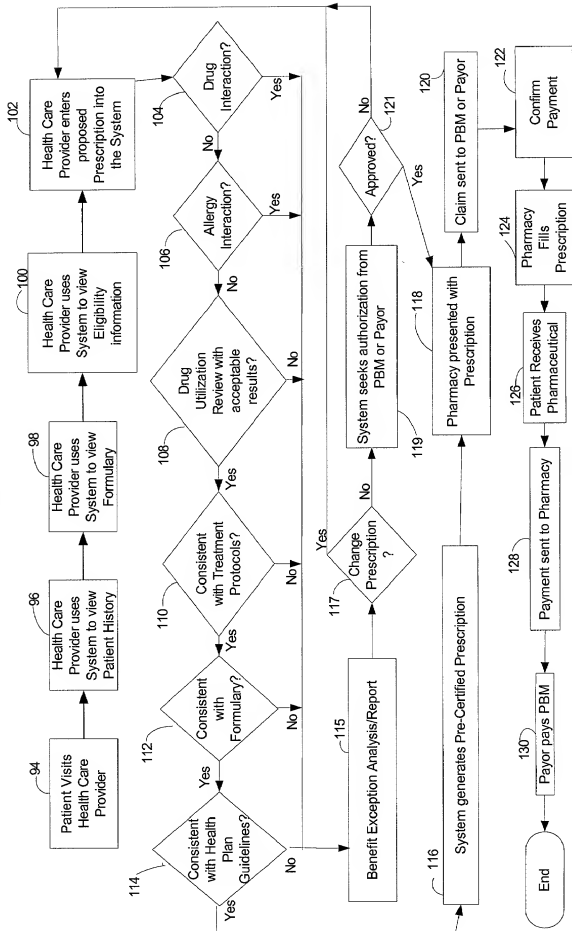 94
Patient Visits
Health Care
Provider
96
Health Care
Provider uses
System to view
Patient History
98
Health Care
Provider uses
System to view
Formulary
100
Health Care
Provider uses
System to view
Eligibility
information
102
Health Care
Provider enters
proposed
Prescription into
the System
104
Drug
Interaction?
Yes
No
106
Allergy
Interaction?
Yes
No
108
Drug
Utilization
Review with
acceptable
results?
No
Yes
110
Consistent
with Treatment
Protocols?
No
Yes
112
Consistent
with
Formulary?
No
Yes
114
Consistent
with Health
Plan
Guidelines?
No
Yes
115
Benefit Exception Analysis/Report
117
Change
Prescription
?
Yes
No
119
System seeks authorization from
PBM or Payor
121
Approved?
No
Yes
116
System generates Pre-Certified Prescription
118
Pharmacy presented with
Prescription
120
Claim sent to PBM or Payor
122
Confirm
Payment
124
Pharmacy
Fills
Prescription
126
Patient Receives
Pharmaceutical
128
Payment sent to Pharmacy
130
Payor pays PBM
End